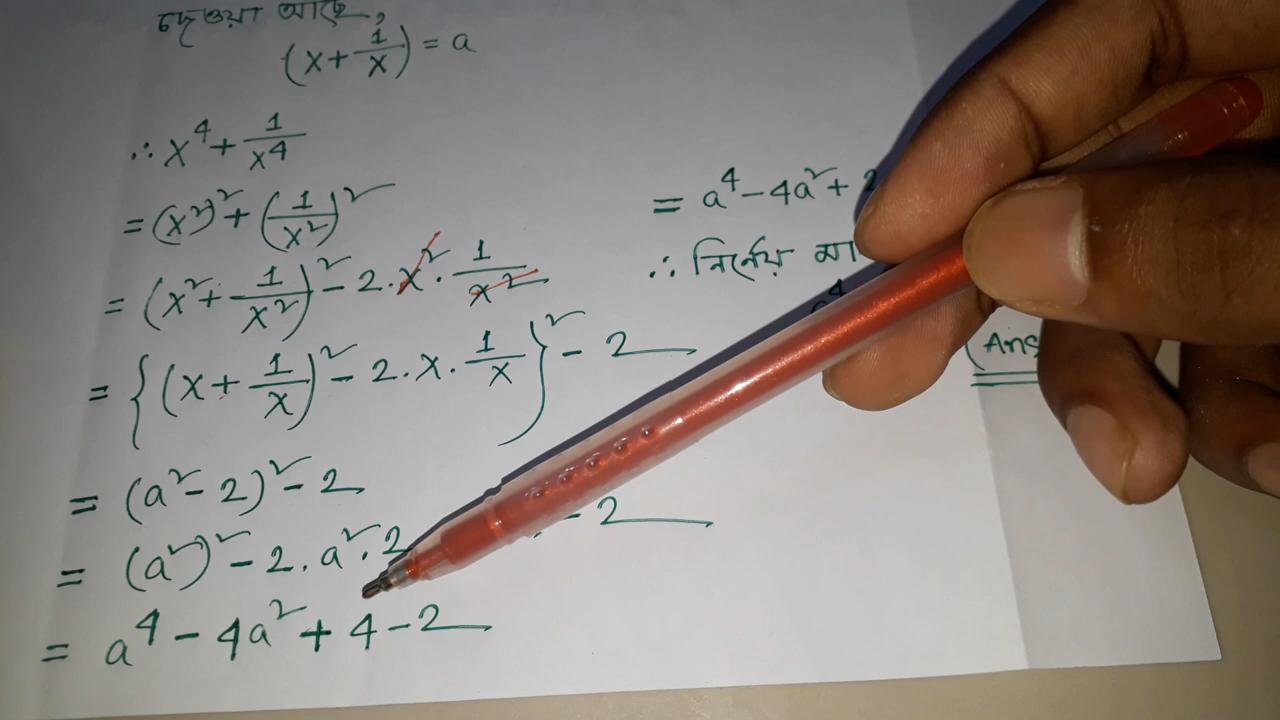 দেওয়া আছে,
(x+1/x) = a
∴ x⁴+1/x⁴
= (x²)²+(1/x²)²
= (x²+1/x²)²-2.x².1/x²
= {(x+1/x)²-2.x.1/x}²-2
= (a²-2)²-2
= (a²)²-2.a².2 -2
= a⁴-4a²+4-2
= a⁴-4a²+2
∴ নির্ণেয়
(Ans